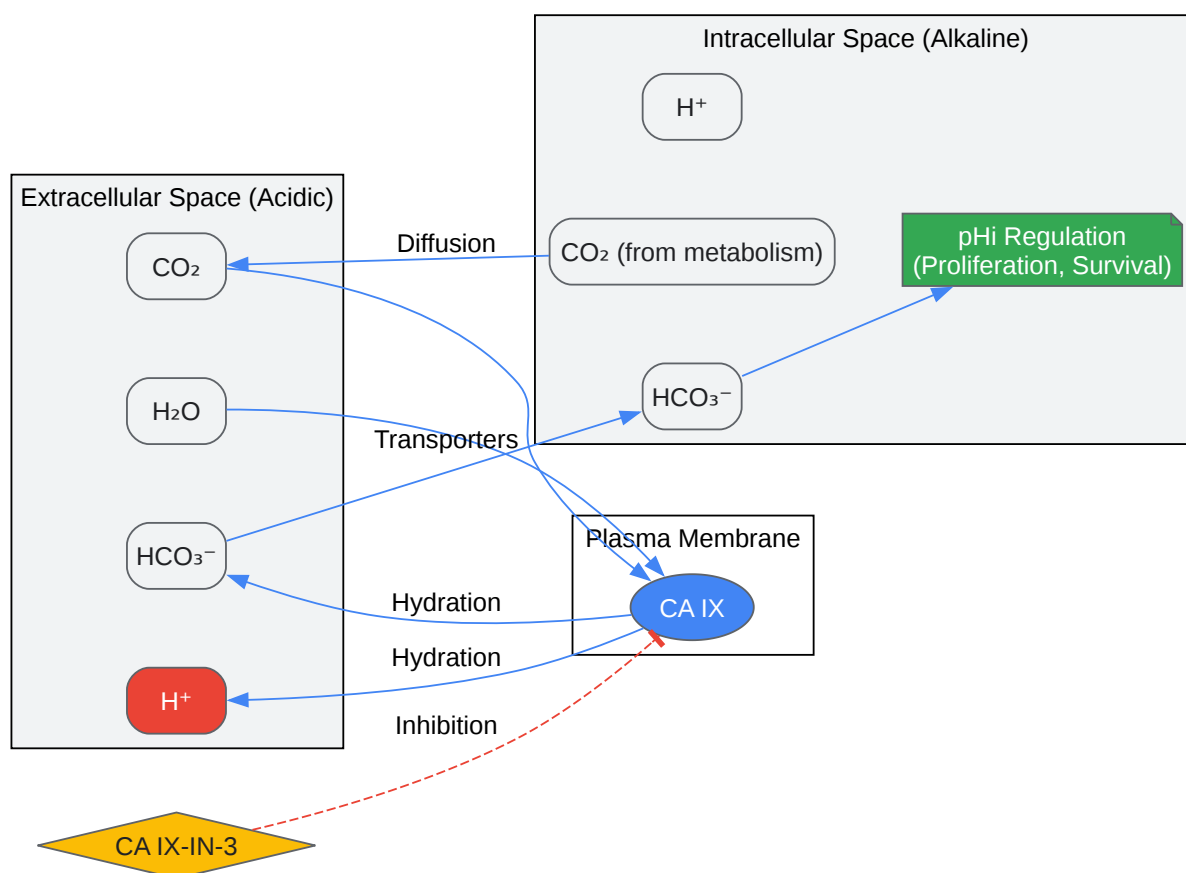 Intracellular Space (Alkaline)
H⁺
Extracellular Space (Acidic)
CO₂
Diffusion
CO₂ (from metabolism)
pHi Regulation
(Proliferation, Survival)
H₂O
Transporters
HCO₃⁻
HCO₃⁻
Plasma Membrane
CA IX
Hydration
Hydration
H⁺
Inhibition
CA IX-IN-3